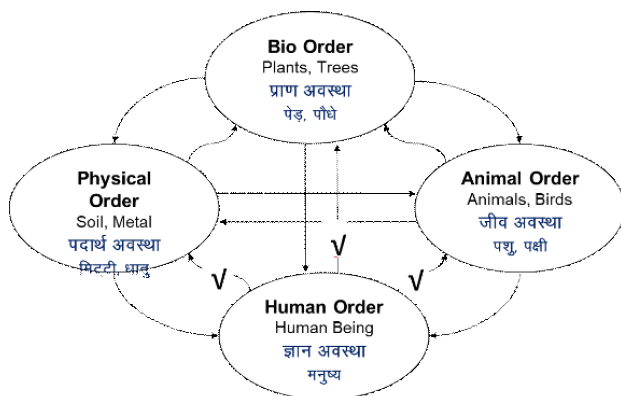 Bio Order
Plants, Trees
प्राण अवस्था
पेड़, पौधे
Physical
Order
Soil, Metal
पदार्थ अवस्था
मिट्टी, धातु
Animal Order
Animals, Birds
जीव अवस्था
पशु, पक्षी
√
√
√
Human Order
Human Being
ज्ञान अवस्था
मनुष्य